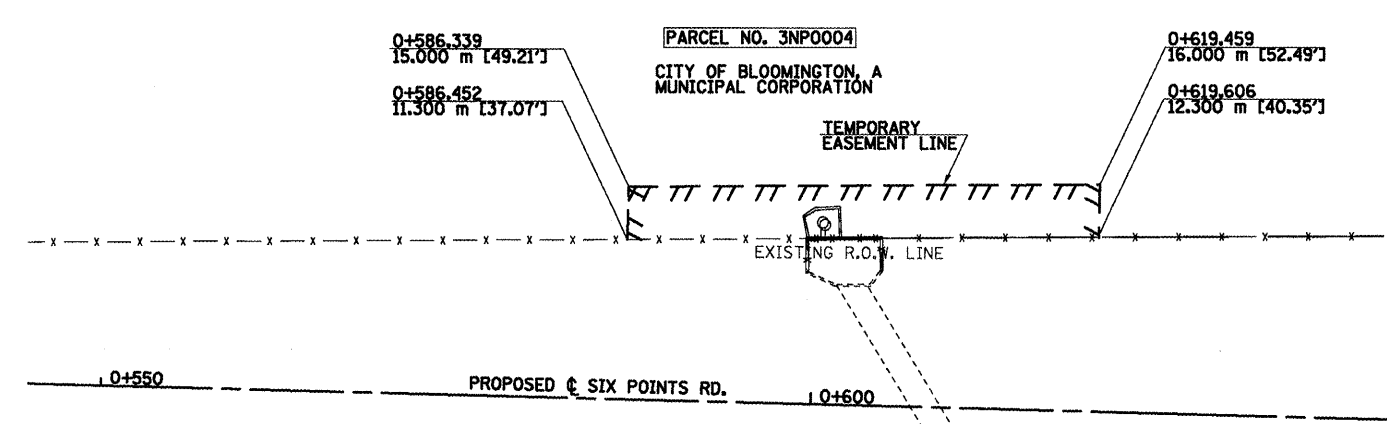 0+586.339
15.000 m [49.21']
0+586.452
11.300 m [37.07']
PARCEL NO. 3NP0004
CITY OF BLOOMINGTON, A
MUNICIPAL CORPORATION
TEMPORARY
EASEMENT LINE
0+619.459
16.000 m [52.49']
0+619.606
12.300 m [40.35']
EXISTING R.O.W. LINE
0+550
PROPOSED ℄ SIX POINTS RD.
0+600